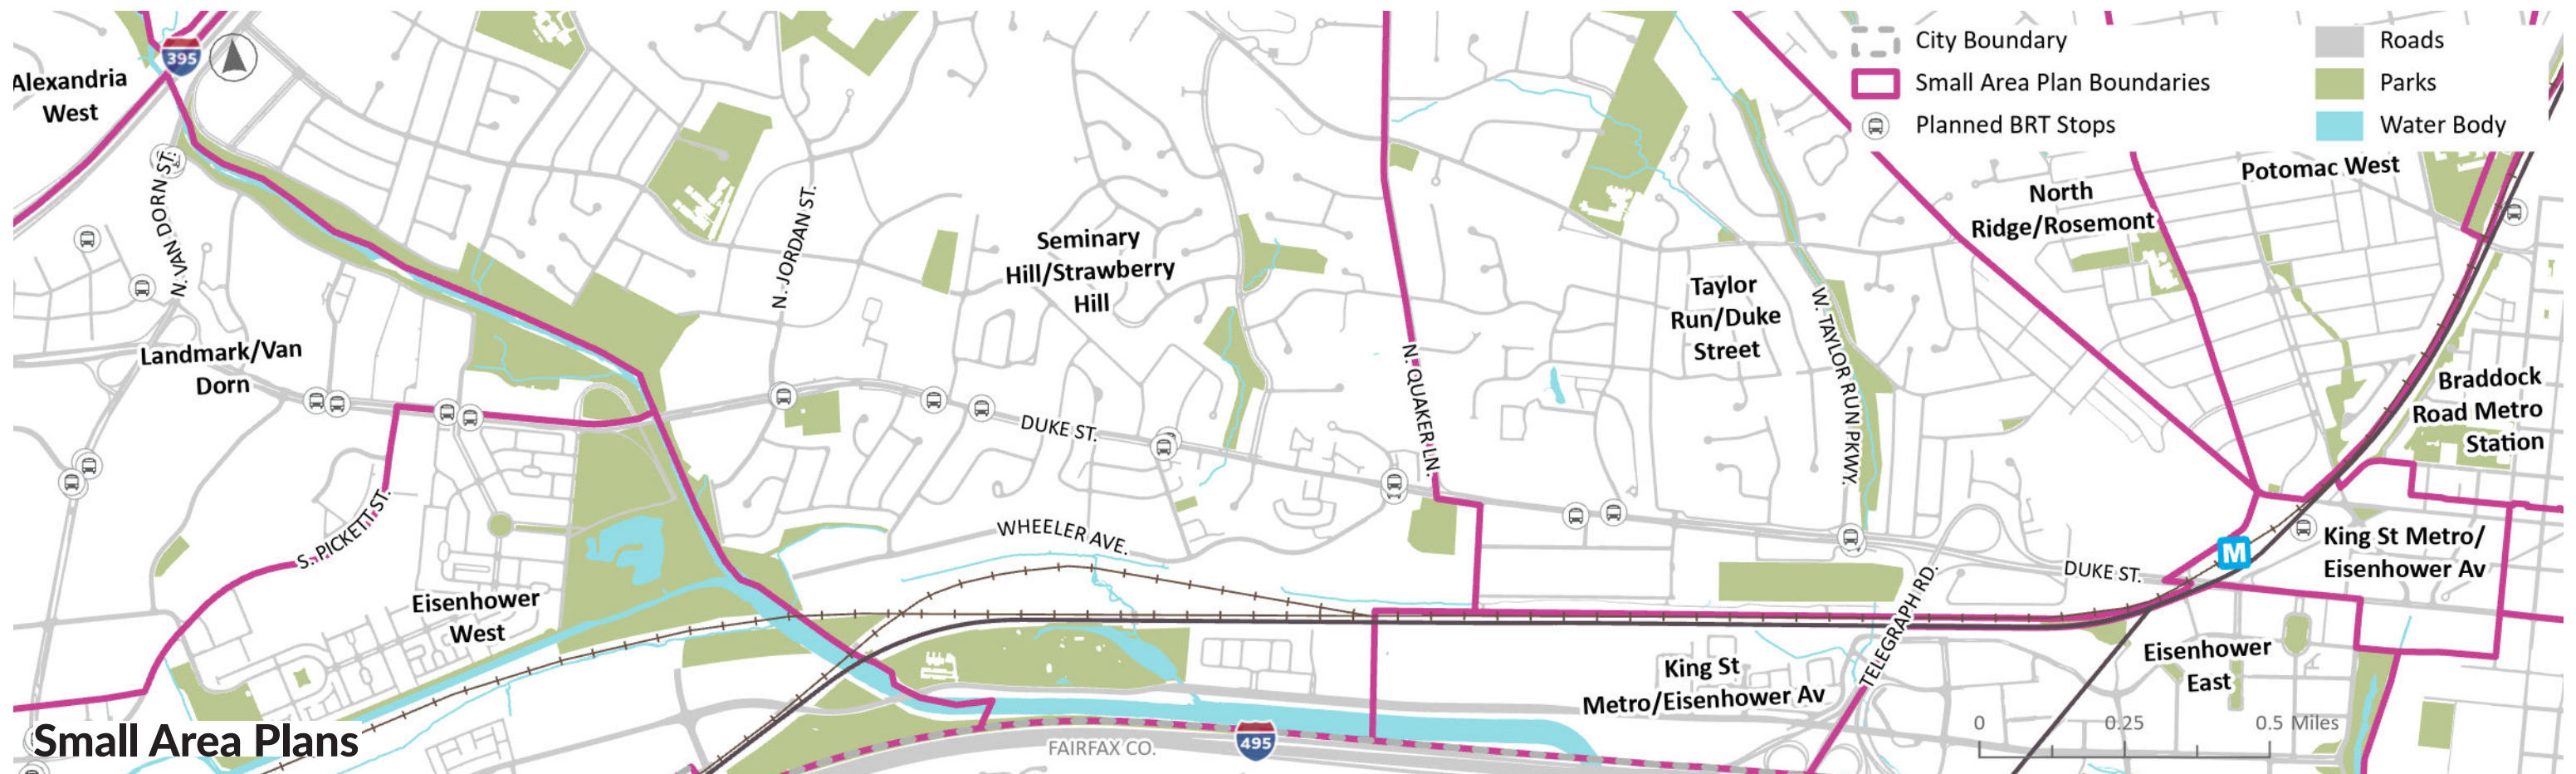 395
Alexandria
West
N. VAN DORN ST.
Landmark/Van
Dorn
S. PICKETT ST.
Eisenhower
West
N. JORDAN ST.
Seminary
Hill/Strawberry
Hill
DUKE ST.
WHEELER AVE.
N. QUAKER LN.
Taylor
Run/Duke
Street
W. TAYLOR RUN PKWY.
City Boundary
Small Area Plan Boundaries
Planned BRT Stops
Roads
Parks
Water Body
North
Ridge/Rosemont
Potomac West
Braddock
Road Metro
Station
M
King St Metro/
Eisenhower Av
DUKE ST.
TELEGRAPH RD.
King St
Metro/Eisenhower Av
Eisenhower
East
0 0.25 0.5 Miles
495
FAIRFAX CO.
Small Area Plans